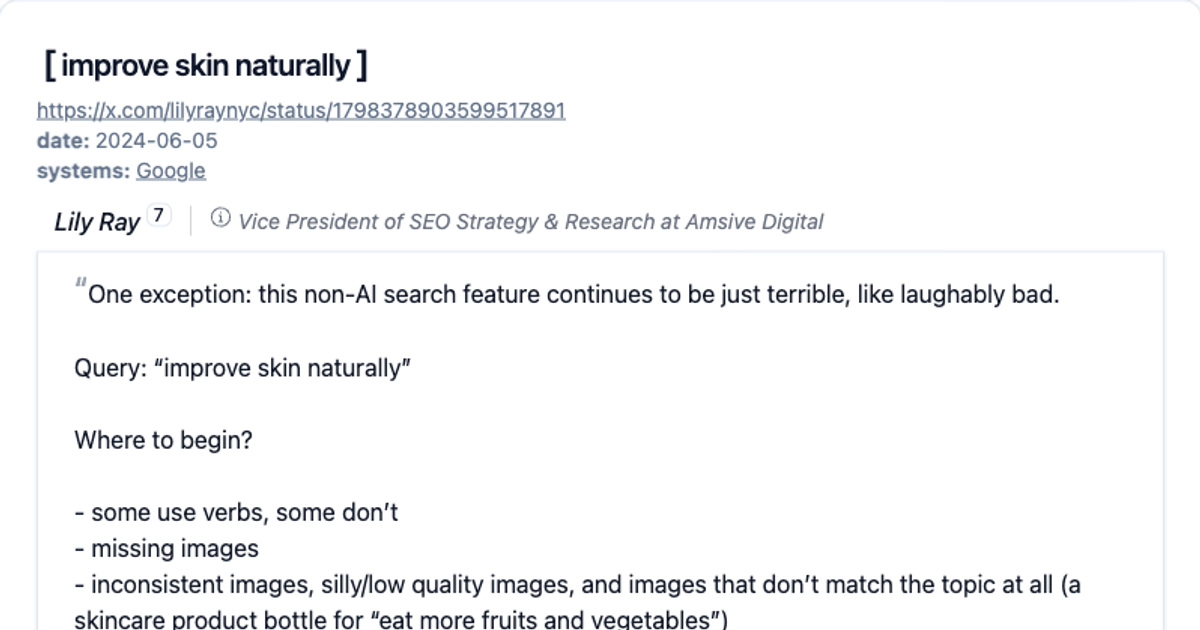 [ improve skin naturally ]
https://x.com/lilyraynyc/status/1798378903599517891
date: 2024-06-05
systems: Google
Lily Ray 7 Vice President of SEO Strategy & Research at Amsive Digital
“One exception: this non-AI search feature continues to be just terrible, like laughably bad.
Query: “improve skin naturally”
Where to begin?
- some use verbs, some don’t
- missing images
- inconsistent images, silly/low quality images, and images that don’t match the topic at all (a
skincare product bottle for “eat more fruits and vegetables”)